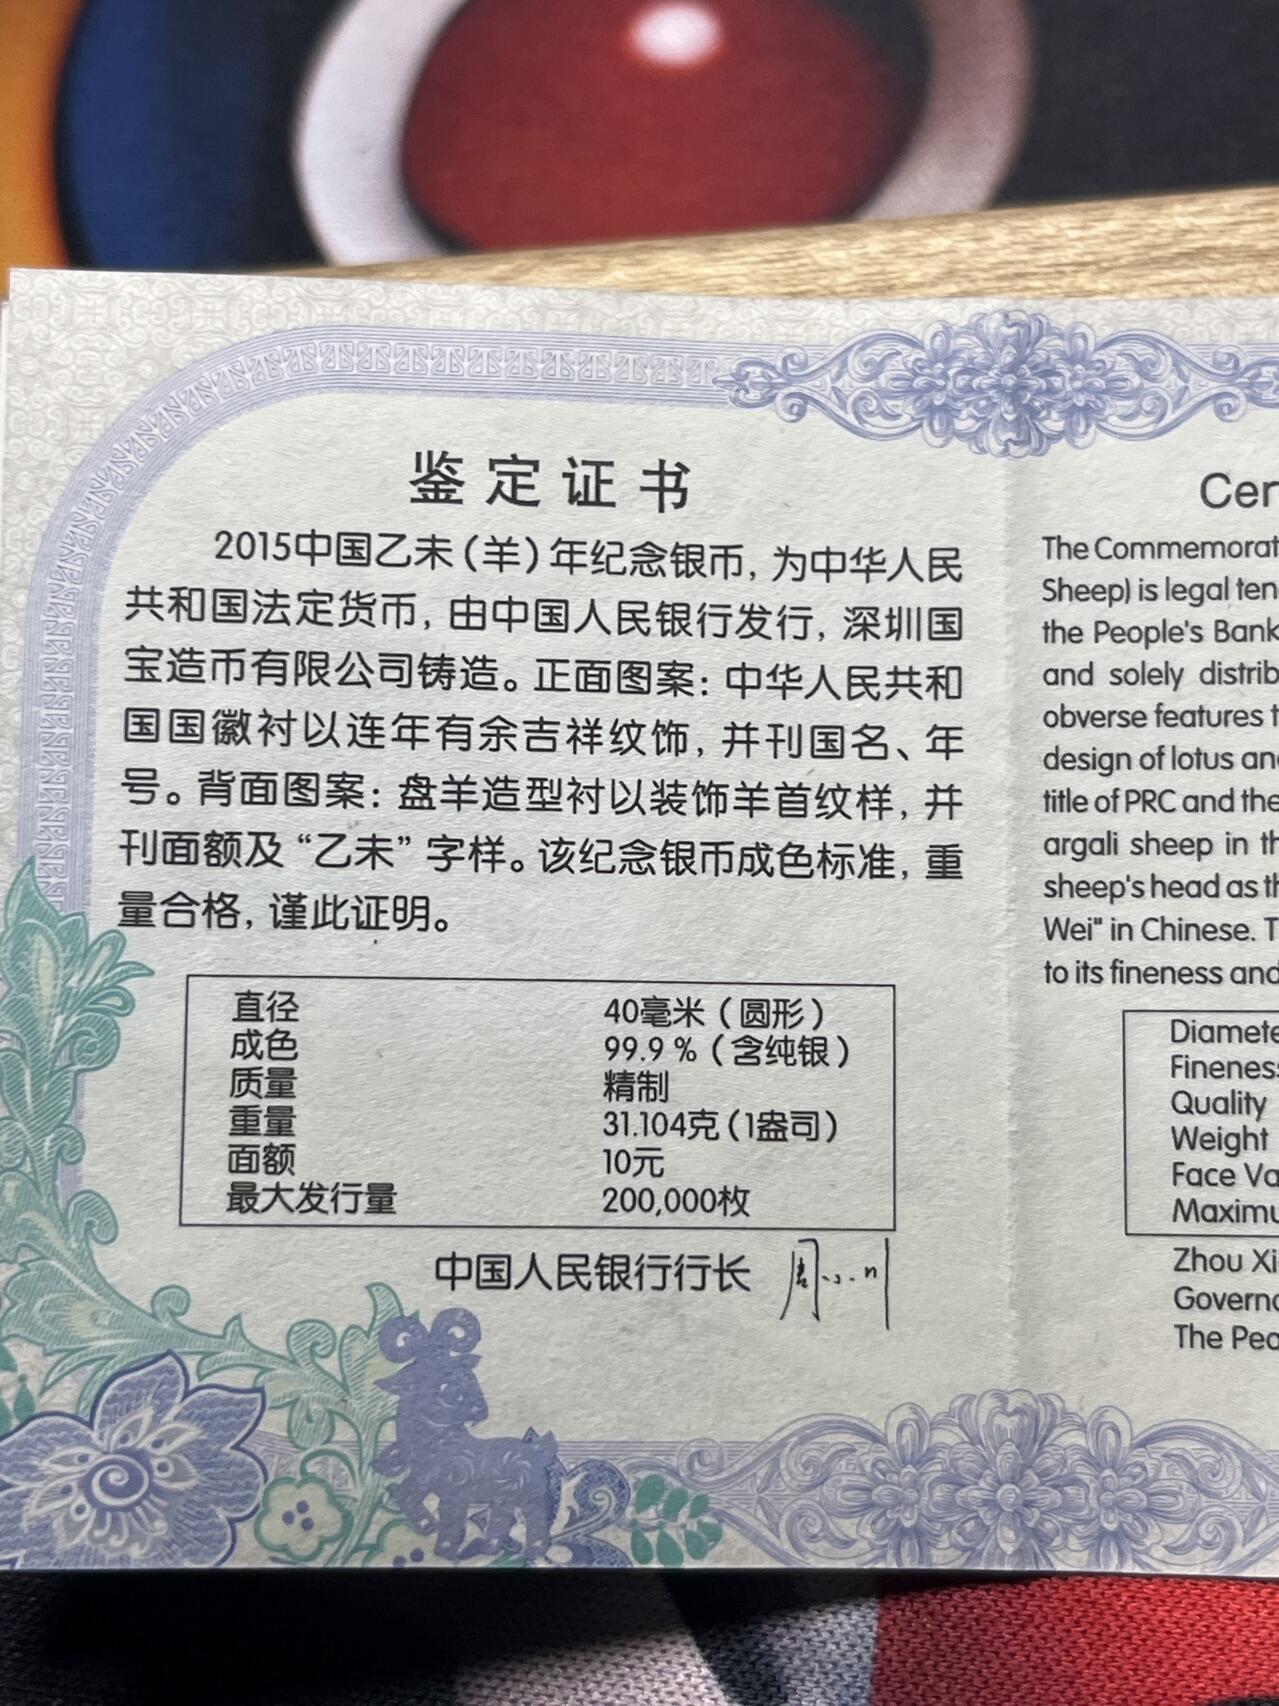 鉴定证书
2015中国乙未（羊）年纪念银币，为中华人民
共和国法定货币，由中国人民银行发行，深圳国
宝造币有限公司铸造。正面图案：中华人民共和
国国徽衬以连年有余吉祥纹饰，并刊国名、年
号。背面图案：盘羊造型衬以装饰羊首纹样，并
刊面额及“乙未”字样。该纪念银币成色标准，重
量合格，谨此证明。
直径 40毫米（圆形）
成色 99.9 %（含纯银）
质量 精制
重量 31.104克（1盎司）
面额 10元
最大发行量 200,000枚
中国人民银行行长 周小川
Cer
The Commemorat
Sheep) is legal ten
the People's Bank
and solely distrib
obverse features t
design of lotus an
title of PRC and the
argali sheep in th
sheep's head as th
Wei" in Chinese. T
to its fineness and
Diamete
Fineness
Quality
Weight
Face Va
Maximu
Zhou Xi
Governo
The Peo